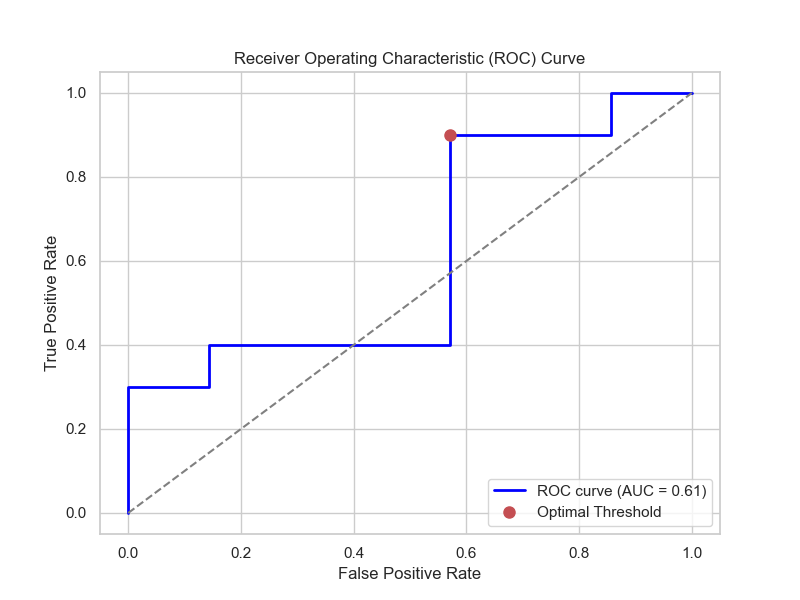 Receiver Operating Characteristic (ROC) Curve
1.0
0.8
0.6
0.4
0.2
0.0
True Positive Rate
0.0 0.2 0.4 0.6 0.8 1.0
False Positive Rate
ROC curve (AUC = 0.61)
Optimal Threshold